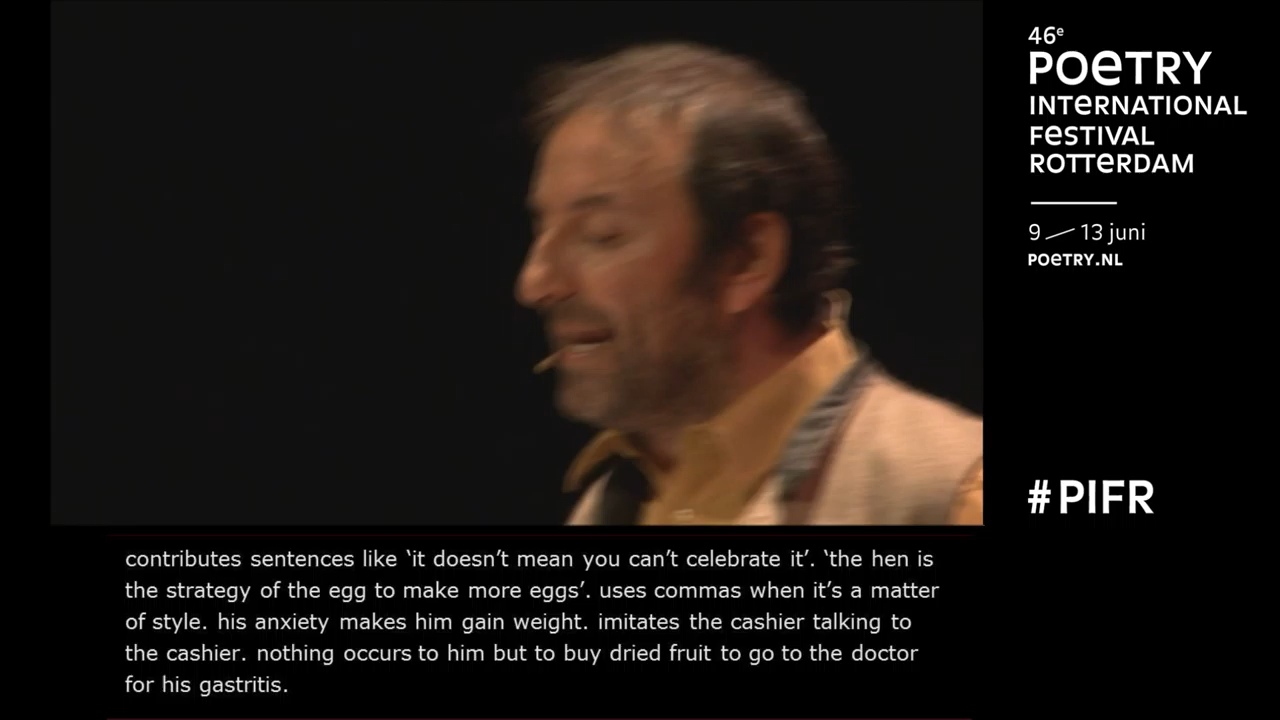 46e
POeTRY
INTeRNATIONAL
FeSTIVAL
ROTTeRDAM
9 — 13 juni
POeTRY.NL
#PIFR
contributes sentences like ‘it doesn’t mean you can’t celebrate it’. ‘the hen is
the strategy of the egg to make more eggs’. uses commas when it’s a matter
of style. his anxiety makes him gain weight. imitates the cashier talking to
the cashier. nothing occurs to him but to buy dried fruit to go to the doctor
for his gastritis.